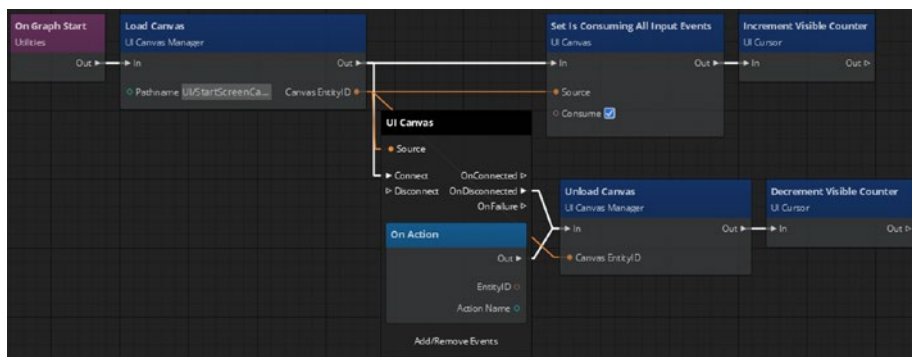 On Graph Start
Utilities
Out
Load Canvas
UI Canvas Manager
In
Out
Pathname UI/StartScreenCa...
Canvas EntityID
Set Is Consuming All Input Events
UI Canvas
In
Out
Source
Consume
Increment Visible Counter
UI Cursor
In
Out
UI Canvas
Source
Connect
OnConnected
Disconnect
OnDisconnected
OnFailure
On Action
Out
EntityID
Action Name
Add/Remove Events
Unload Canvas
UI Canvas Manager
In
Out
Canvas EntityID
Decrement Visible Counter
UI Cursor
In
Out